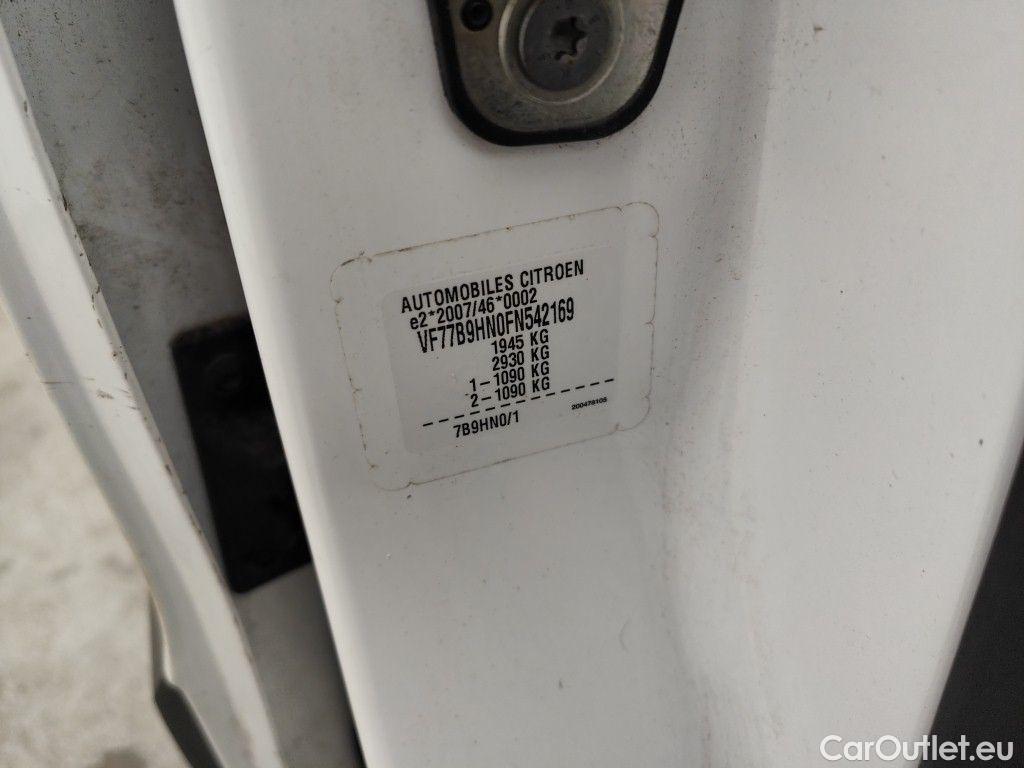 AUTOMOBILES CITROEN
e2*2007/46*0002
VF77B9HN0FN542169
1945 KG
2930 KG
1-1090 KG
2-1090 KG
200478108
7B9HN0/1
CarOutlet.eu